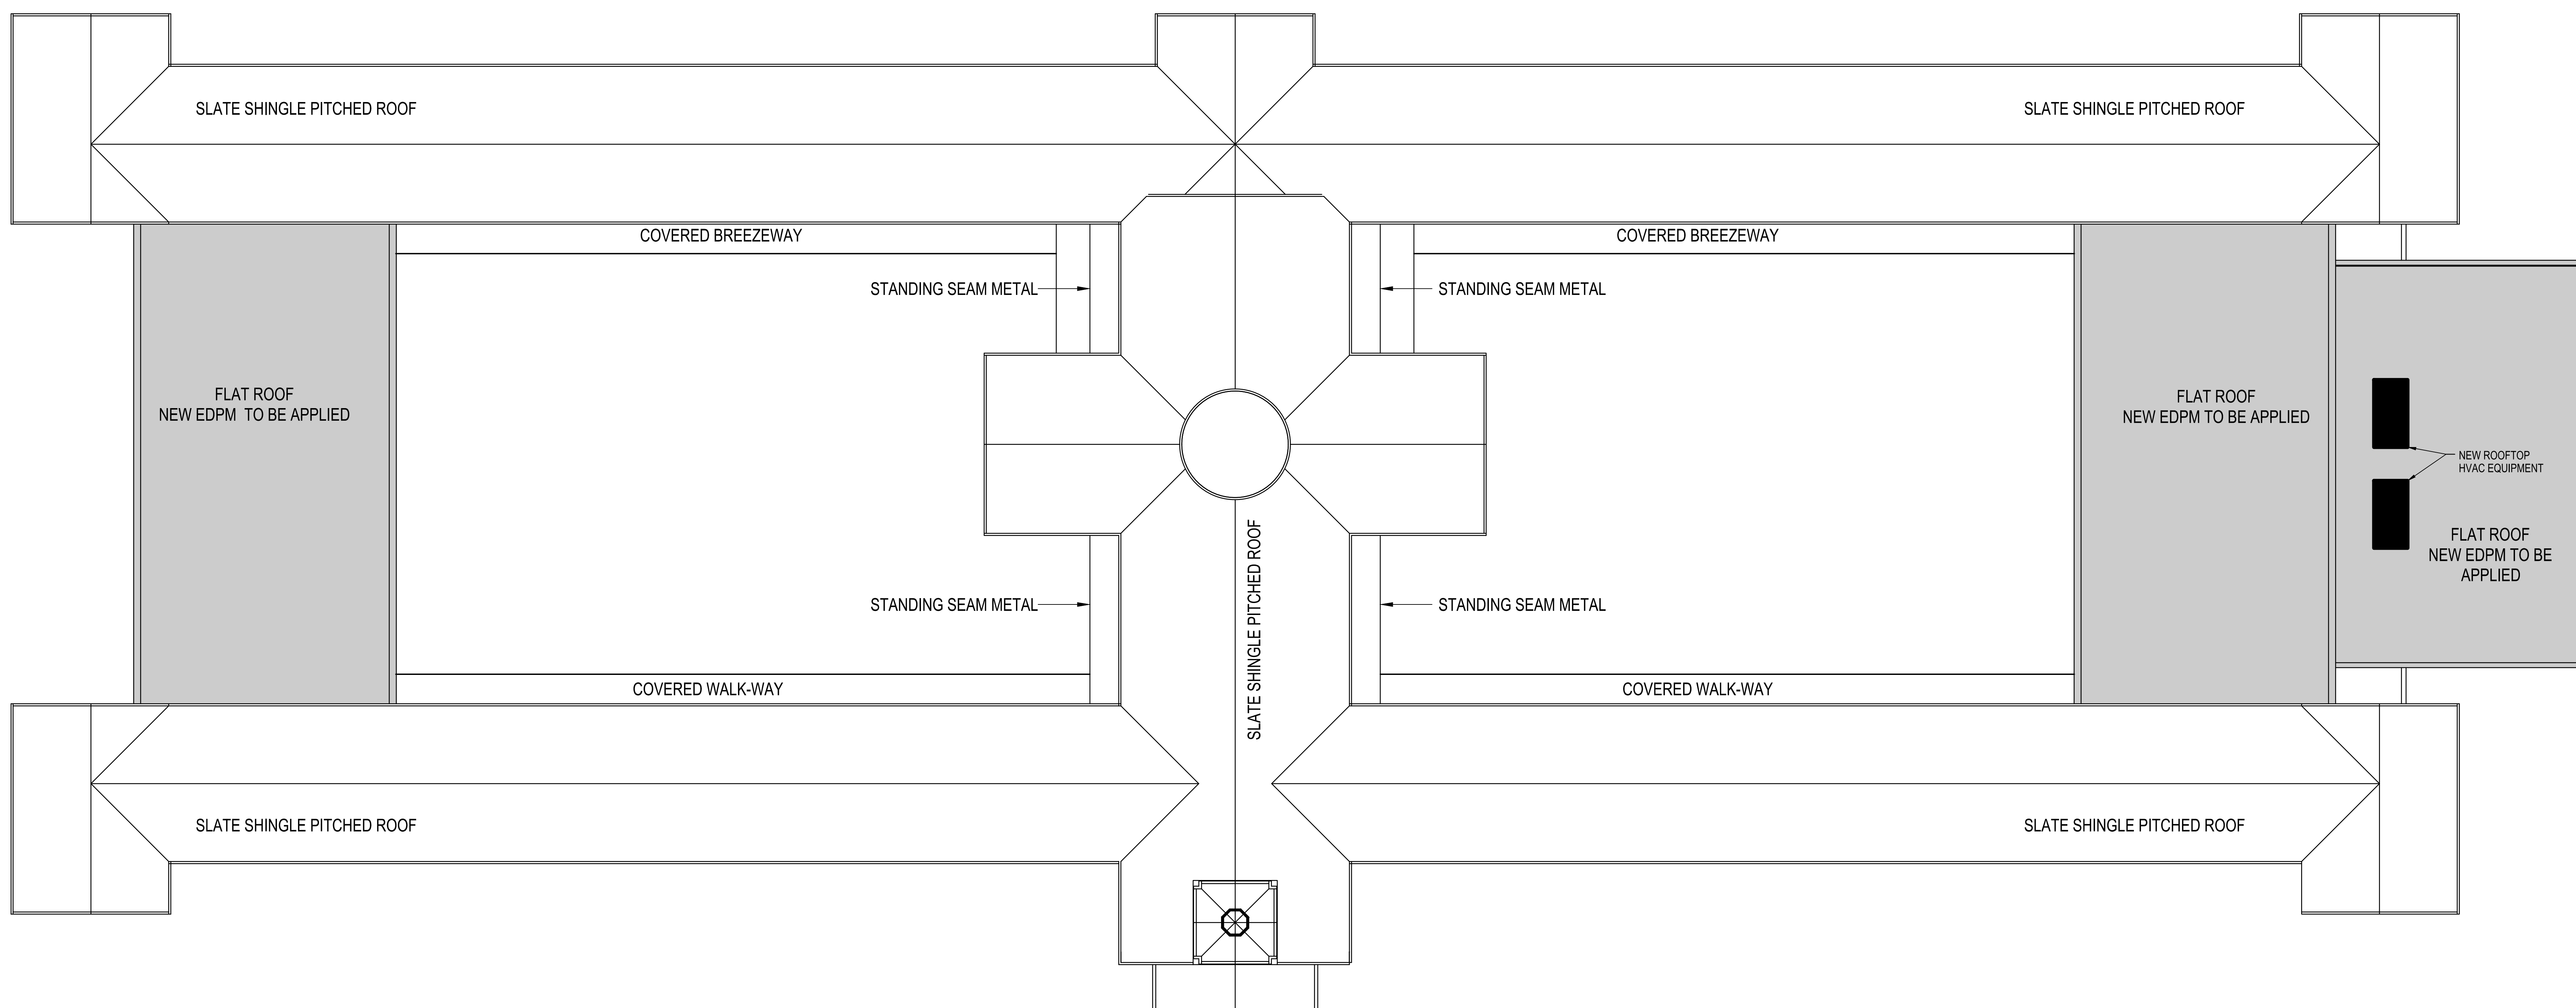 SLATE SHINGLE PITCHED ROOF
SLATE SHINGLE PITCHED ROOF
COVERED BREEZEWAY
COVERED BREEZEWAY
STANDING SEAM METAL
STANDING SEAM METAL
FLAT ROOF
NEW EDPM TO BE APPLIED
FLAT ROOF
NEW EDPM TO BE APPLIED
NEW ROOFTOP
HVAC EQUIPMENT
FLAT ROOF
NEW EDPM TO BE
APPLIED
SLATE SHINGLE PITCHED ROOF
STANDING SEAM METAL
STANDING SEAM METAL
COVERED WALK-WAY
COVERED WALK-WAY
SLATE SHINGLE PITCHED ROOF
SLATE SHINGLE PITCHED ROOF